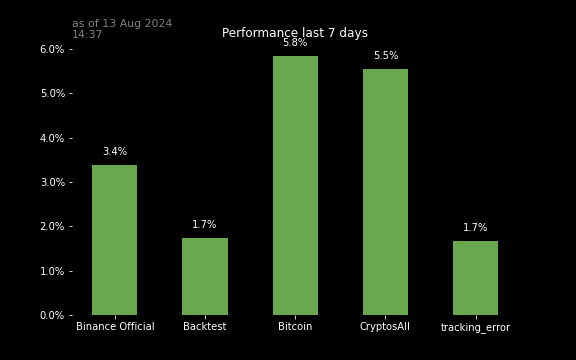 as of 13 Aug 2024
14:37
Performance last 7 days
6.0%
5.0%
4.0%
3.0%
2.0%
1.0%
0.0%
3.4%
1.7%
5.8%
5.5%
1.7%
Binance Official
Backtest
Bitcoin
CryptosAll
tracking_error